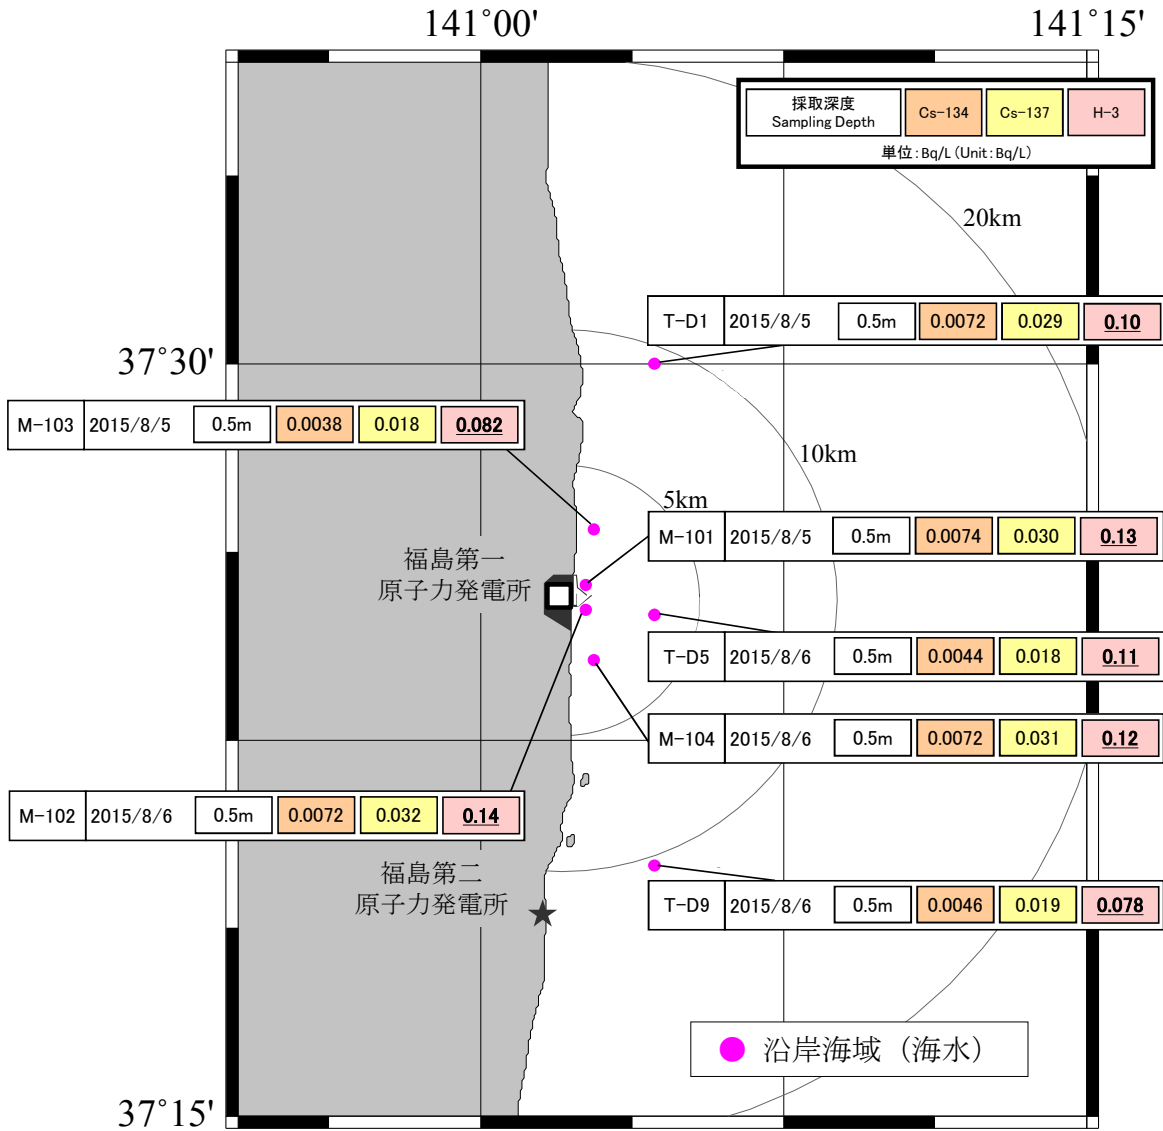 141°00' 141°15'
採取深度 Cs-134 Cs-137 H-3
Sampling Depth
単位:Bq/L(Unit:Bq/L)
20km
T-D1 2015/8/5 0.5m 0.0072 0.029 0.10
37°30'
M-103 2015/8/5 0.5m 0.0038 0.018 0.082
10km
5km
M-101 2015/8/5 0.5m 0.0074 0.030 0.13
福島第一
原子力発電所
T-D5 2015/8/6 0.5m 0.0044 0.018 0.11
M-104 2015/8/6 0.5m 0.0072 0.031 0.12
M-102 2015/8/6 0.5m 0.0072 0.032 0.14
福島第二
原子力発電所
T-D9 2015/8/6 0.5m 0.0046 0.019 0.078
沿岸海域(海水)
37°15'